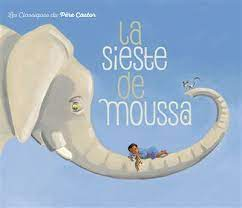 Les Classiques du Père Castor
La
sieste
de
moussa